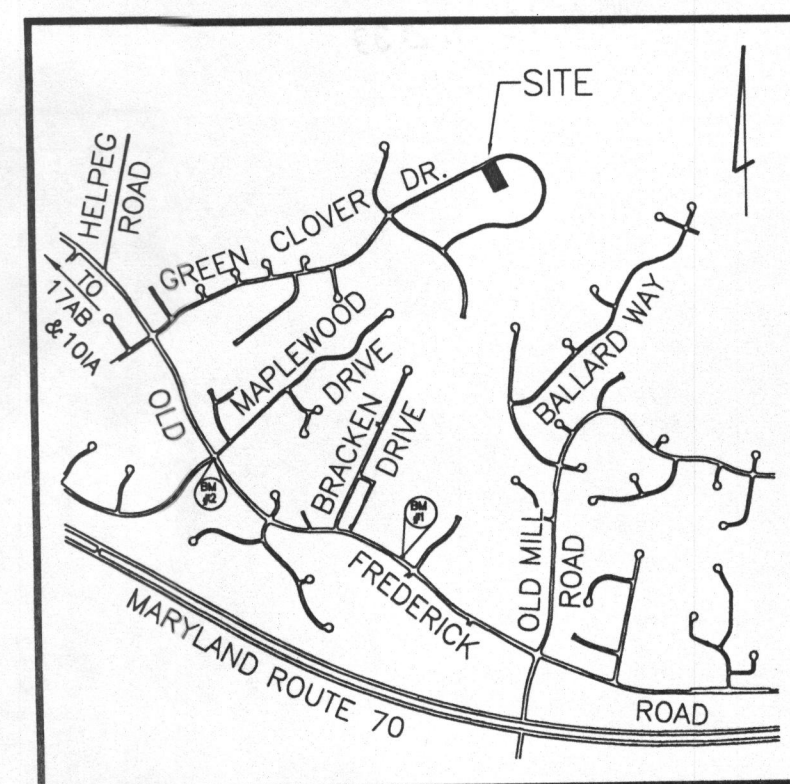 SITE
HELPEG
ROAD
GREEN CLOVER DR.
TO
17AB
& 10IA
OLD
MAPLEWOOD
DRIVE
BRACKEN
DRIVE
BALLARD WAY
BM
#2
BM
#1
FREDERICK
OLD MILL
ROAD
MARYLAND ROUTE 70
ROAD